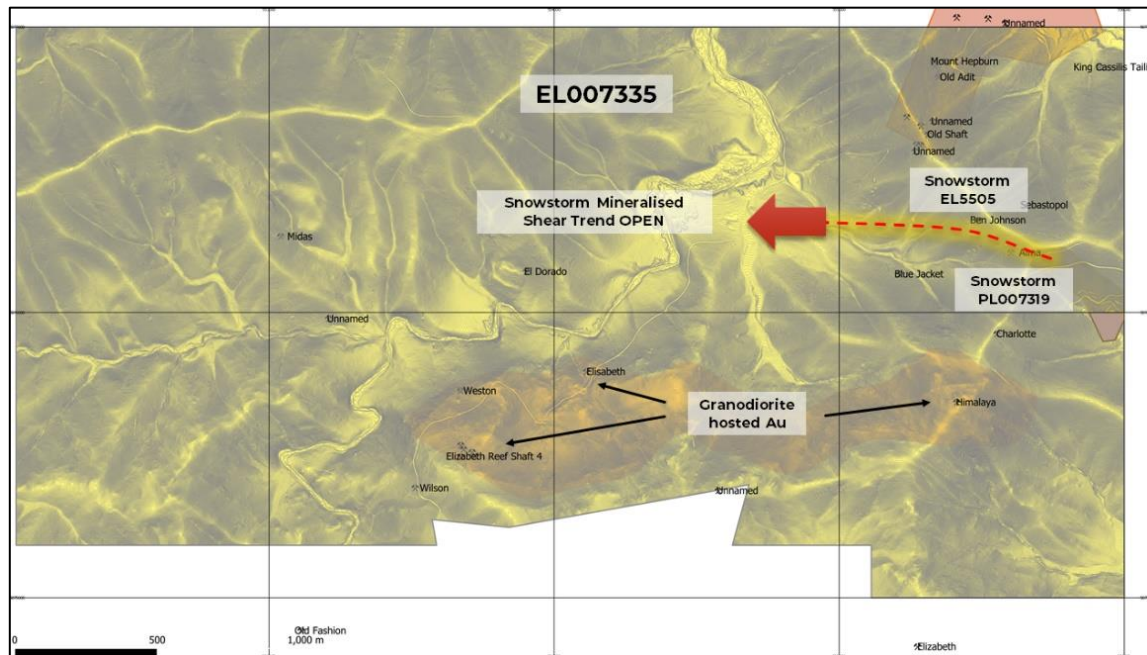 Unnamed
Mount Hepburn
Old Adit
King Cassilis Taili
EL007335
Unnamed
Old Shaft
Unnamed
Snowstorm
EL5505
Snowstorm Mineralised
Shear Trend OPEN
Sebastopol
Ben Johnson
Midas
El Dorado
Blue Jacket
Snowstorm
PL007319
Unnamed
Charlotte
Elisabeth
Weston
Granodiorite
hosted Au
Himalaya
Elizabeth Reef Shaft 4
Wilson
Unnamed
Old Fashion
0
500
1,000 m
Elizabeth